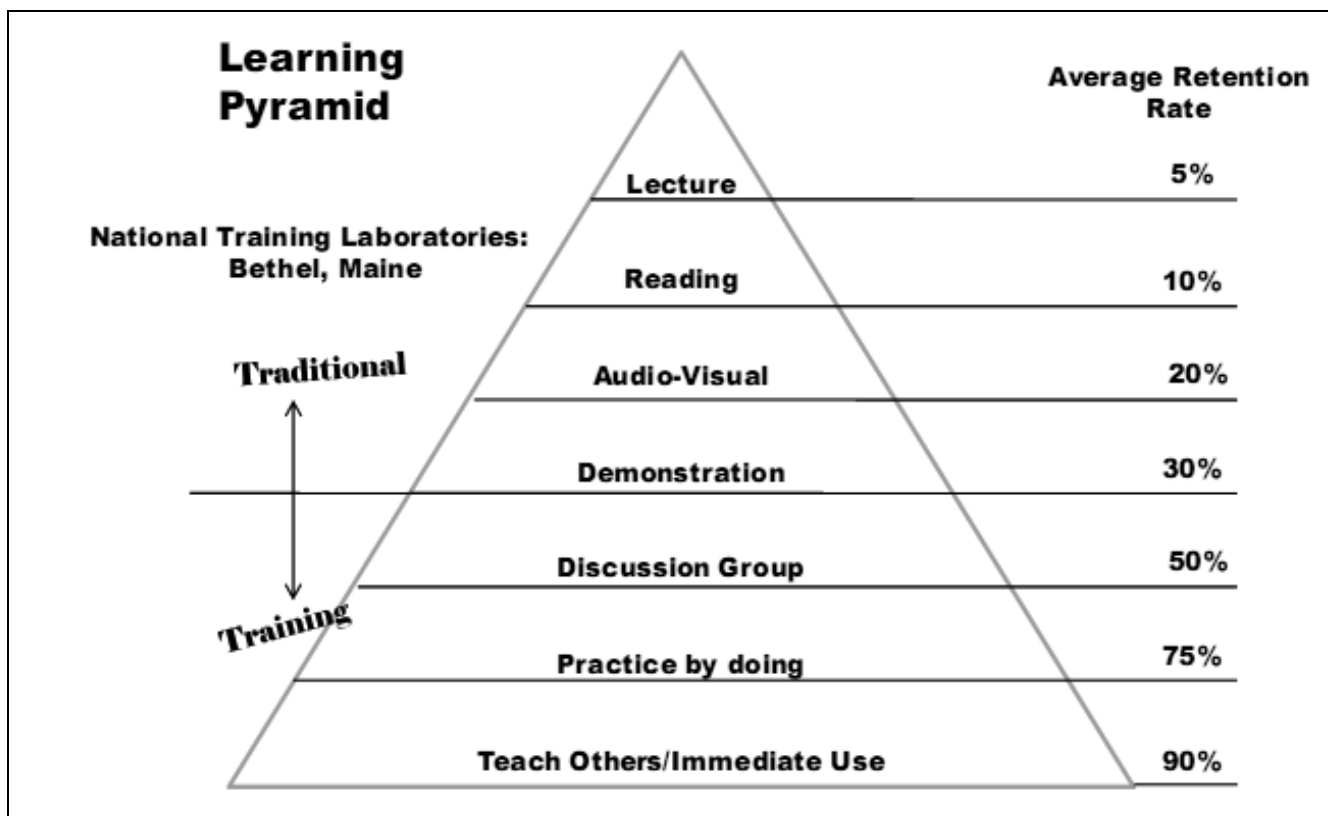 Learning
Pyramid
Average Retention
Rate
Lecture
5%
National Training Laboratories:
Bethel, Maine
Reading
10%
Traditional
Audio-Visual
20%
Demonstration
30%
Discussion Group
50%
Training
Practice by doing
75%
Teach Others/Immediate Use
90%